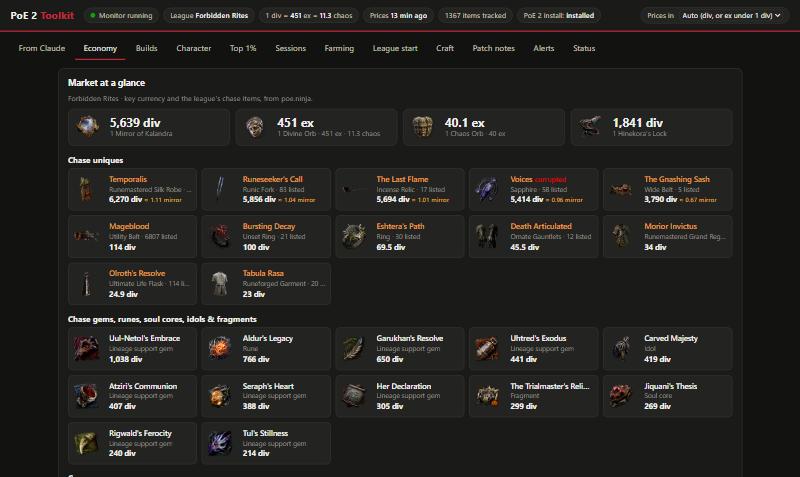 PoE 2 Toolkit
Monitor running
League Forbidden Rites
1 div = 451 ex = 11.3 chaos
Prices 13 min ago
1367 items tracked
PoE 2 install: Installed
Prices in Auto (div, or ex under 1 div)
From Claude Economy Builds Character Top 1% Sessions Farming League start Craft Patch notes Alerts Status
Market at a glance
Forbidden Rites · key currency and the league's chase items, from poe.ninja.
5,639 div
1 Mirror of Kalandra
451 ex
1 Divine Orb · 451 ex · 11.3 chaos
40.1 ex
1 Chaos Orb · 40 ex
1,841 div
1 Hinekora's Lock
Chase uniques
Temporalis
Runemastered Silk Robe · ...
6,270 div ≈ 1.11 mirror
Runeseeker's Call
Runic Fork · 83 listed
5,856 div ≈ 1.04 mirror
The Last Flame
Incense Relic · 17 listed
5,694 div ≈ 1.01 mirror
Voices corrupted
Sapphire · 58 listed
5,414 div ≈ 0.96 mirror
The Gnashing Sash
Wide Belt · 5 listed
3,790 div ≈ 0.67 mirror
Mageblood
Utility Belt · 6807 listed
114 div
Bursting Decay
Unset Ring · 21 listed
100 div
Eshtera's Path
Ring · 30 listed
69.5 div
Death Articulated
Ornate Gauntlets · 12 listed
45.5 div
Morior Invictus
Runemastered Grand Reg...
34 div
Olroth's Resolve
Ultimate Life Flask · 114 li...
24.9 div
Tabula Rasa
Runeforged Garment · 20 ...
23 div
Chase gems, runes, soul cores, idols & fragments
Uul-Netol's Embrace
Lineage support gem
1,038 div
Aldur's Legacy
Rune
766 div
Garukhan's Resolve
Lineage support gem
650 div
Uhtred's Exodus
Lineage support gem
441 div
Carved Majesty
Idol
419 div
Atziri's Communion
Lineage support gem
407 div
Seraph's Heart
Lineage support gem
388 div
Her Declaration
Lineage support gem
305 div
The Trialmaster's Reli...
Fragment
299 div
Jiquani's Thesis
Soul core
269 div
Rigwald's Ferocity
Lineage support gem
240 div
Tul's Stillness
Lineage support gem
214 div